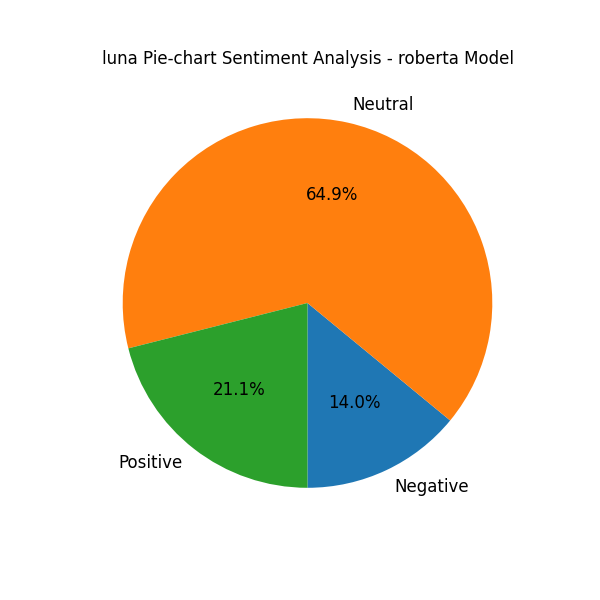 luna Pie-chart Sentiment Analysis - roberta Model
Neutral
64.9%
21.1%
14.0%
Positive
Negative